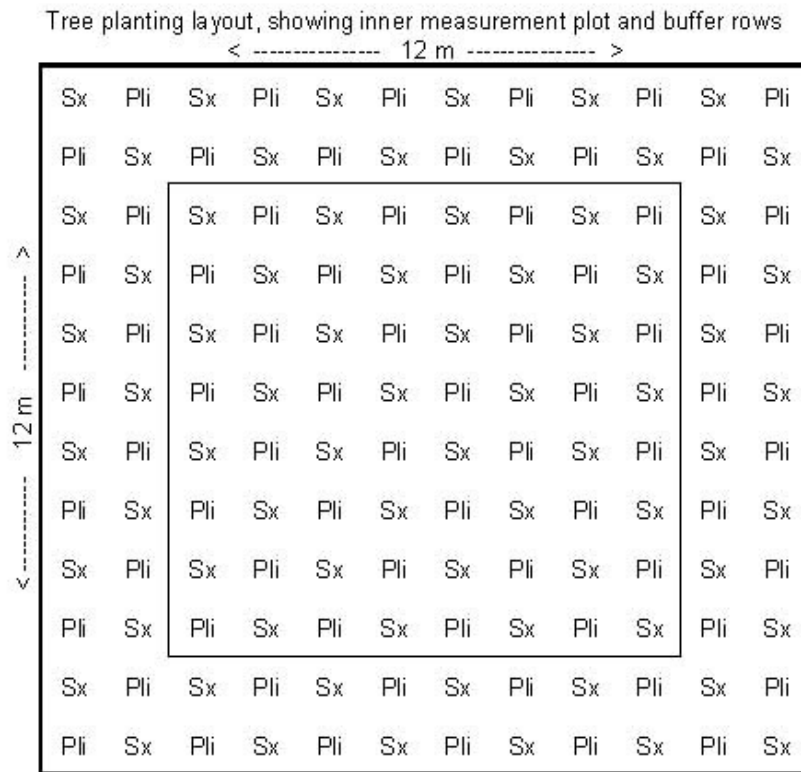 Tree planting layout, showing inner measurement plot and buffer rows
< ---------------- 12 m ---------------- >
Sx Pli Sx Pli Sx Pli Sx Pli Sx Pli Sx Pli
Pli Sx Pli Sx Pli Sx Pli Sx Pli Sx Pli Sx
Sx Pli Sx Pli Sx Pli Sx Pli Sx Pli Sx Pli
Pli Sx Pli Sx Pli Sx Pli Sx Pli Sx Pli Sx
Sx Pli Sx Pli Sx Pli Sx Pli Sx Pli Sx Pli
Pli Sx Pli Sx Pli Sx Pli Sx Pli Sx Pli Sx
Sx Pli Sx Pli Sx Pli Sx Pli Sx Pli Sx Pli
Pli Sx Pli Sx Pli Sx Pli Sx Pli Sx Pli Sx
Sx Pli Sx Pli Sx Pli Sx Pli Sx Pli Sx Pli
Pli Sx Pli Sx Pli Sx Pli Sx Pli Sx Pli Sx
Sx Pli Sx Pli Sx Pli Sx Pli Sx Pli Sx Pli
Pli Sx Pli Sx Pli Sx Pli Sx Pli Sx Pli Sx
<----------- 12 m ----------- >